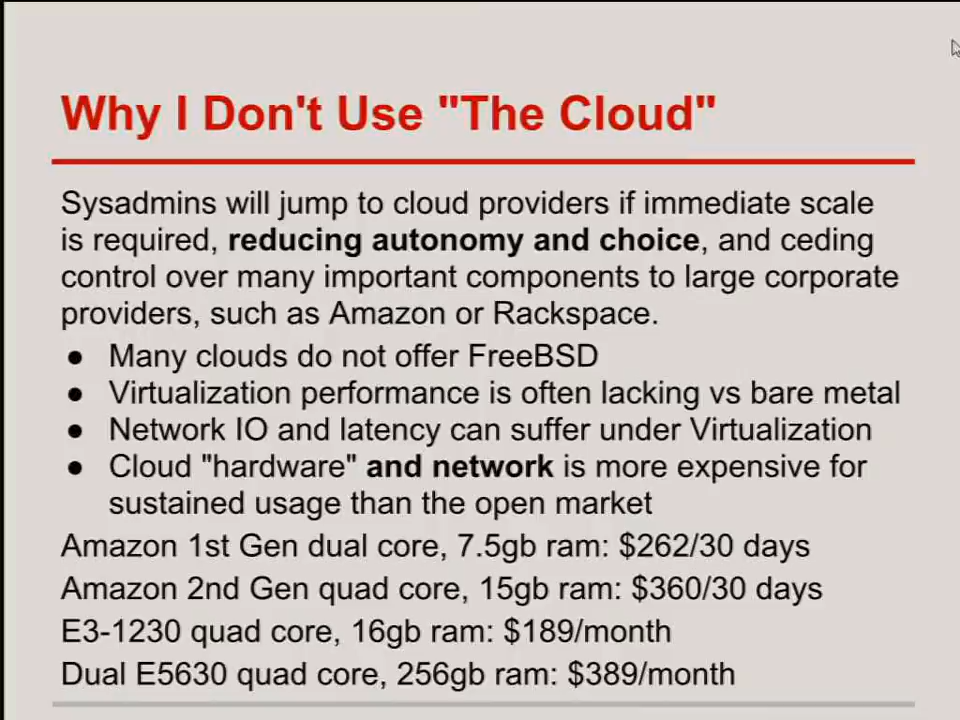 Why I Don't Use "The Cloud"
Sysadmins will jump to cloud providers if immediate scale
is required, reducing autonomy and choice, and ceding
control over many important components to large corporate
providers, such as Amazon or Rackspace.
● Many clouds do not offer FreeBSD
● Virtualization performance is often lacking vs bare metal
● Network IO and latency can suffer under Virtualization
● Cloud "hardware" and network is more expensive for
sustained usage than the open market
Amazon 1st Gen dual core, 7.5gb ram: $262/30 days
Amazon 2nd Gen quad core, 15gb ram: $360/30 days
E3-1230 quad core, 16gb ram: $189/month
Dual E5630 quad core, 256gb ram: $389/month